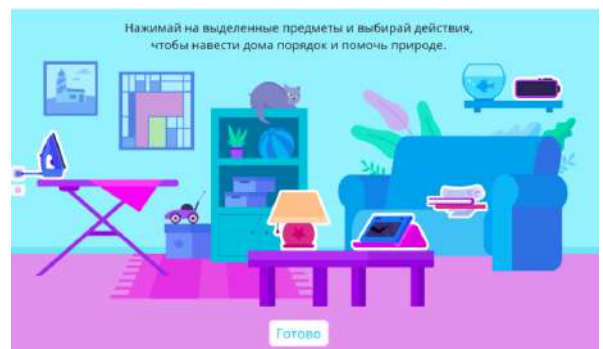 Нажимай на выделенные предметы и выбирай действия,
чтобы навести дома порядок и помочь природе.
Готово